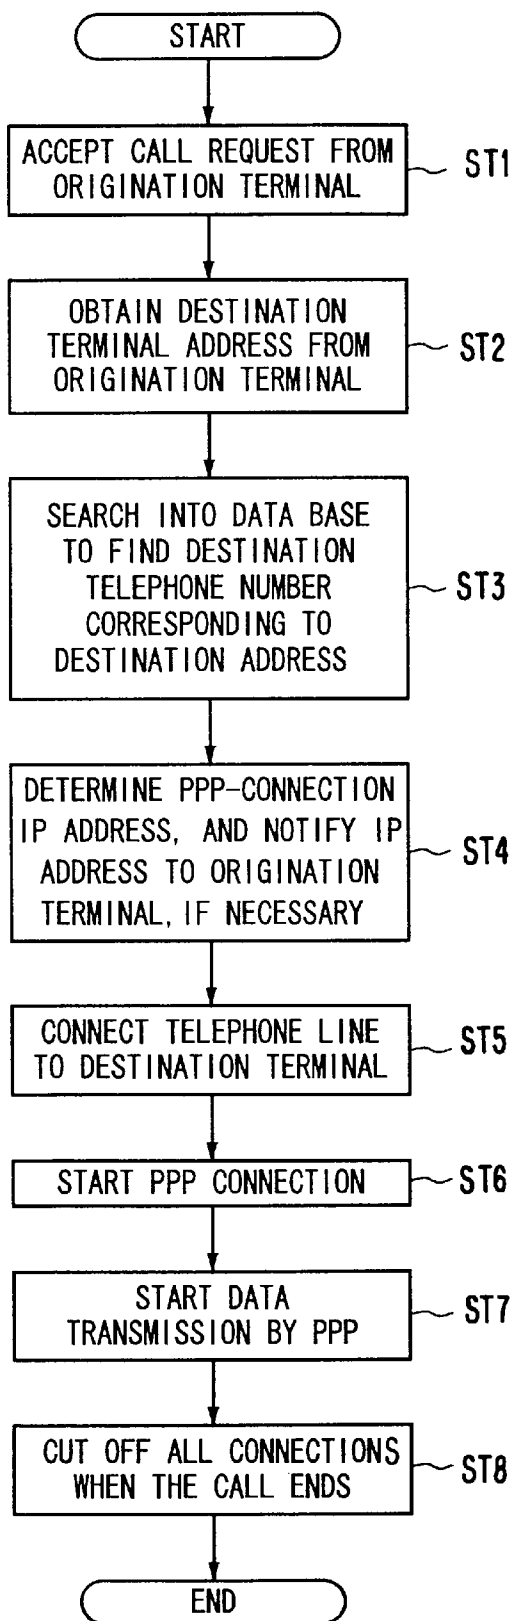 START
ACCEPT CALL REQUEST FROM
ORIGINATION TERMINAL
ST1
OBTAIN DESTINATION
TERMINAL ADDRESS FROM
ORIGINATION TERMINAL
ST2
SEARCH INTO DATA BASE
TO FIND DESTINATION
TELEPHONE NUMBER
CORRESPONDING TO
DESTINATION ADDRESS
ST3
DETERMINE PPP-CONNECTION
IP ADDRESS, AND NOTIFY IP
ADDRESS TO ORIGINATION
TERMINAL, IF NECESSARY
ST4
CONNECT TELEPHONE LINE
TO DESTINATION TERMINAL
ST5
START PPP CONNECTION
ST6
START DATA
TRANSMISSION BY PPP
ST7
CUT OFF ALL CONNECTIONS
WHEN THE CALL ENDS
ST8
END